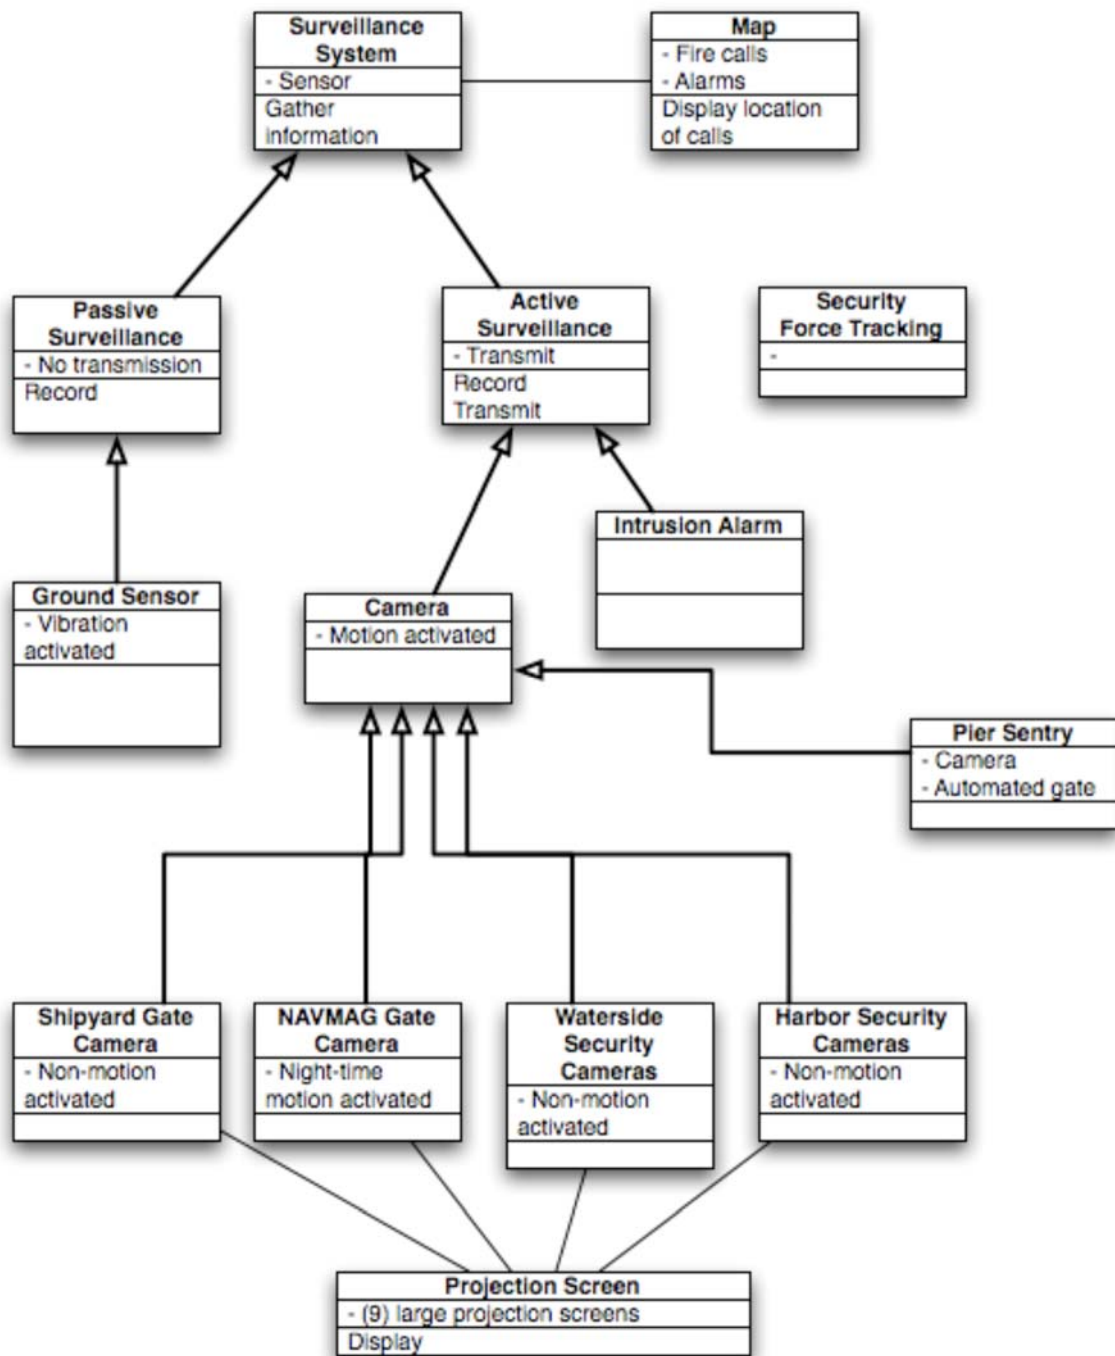 Surveillance
System
- Sensor
Gather
information
Map
- Fire calls
- Alarms
Display location
of calls
Passive
Surveillance
- No transmission
Record
Active
Surveillance
- Transmit
Record
Transmit
Security
Force Tracking
-
Intrusion Alarm
Ground Sensor
- Vibration
activated
Camera
- Motion activated
Pier Sentry
- Camera
- Automated gate
Shipyard Gate
Camera
- Non-motion
activated
NAVMAG Gate
Camera
- Night-time
motion activated
Waterside
Security
Cameras
- Non-motion
activated
Harbor Security
Cameras
- Non-motion
activated
Projection Screen
- (9) large projection screens
Display